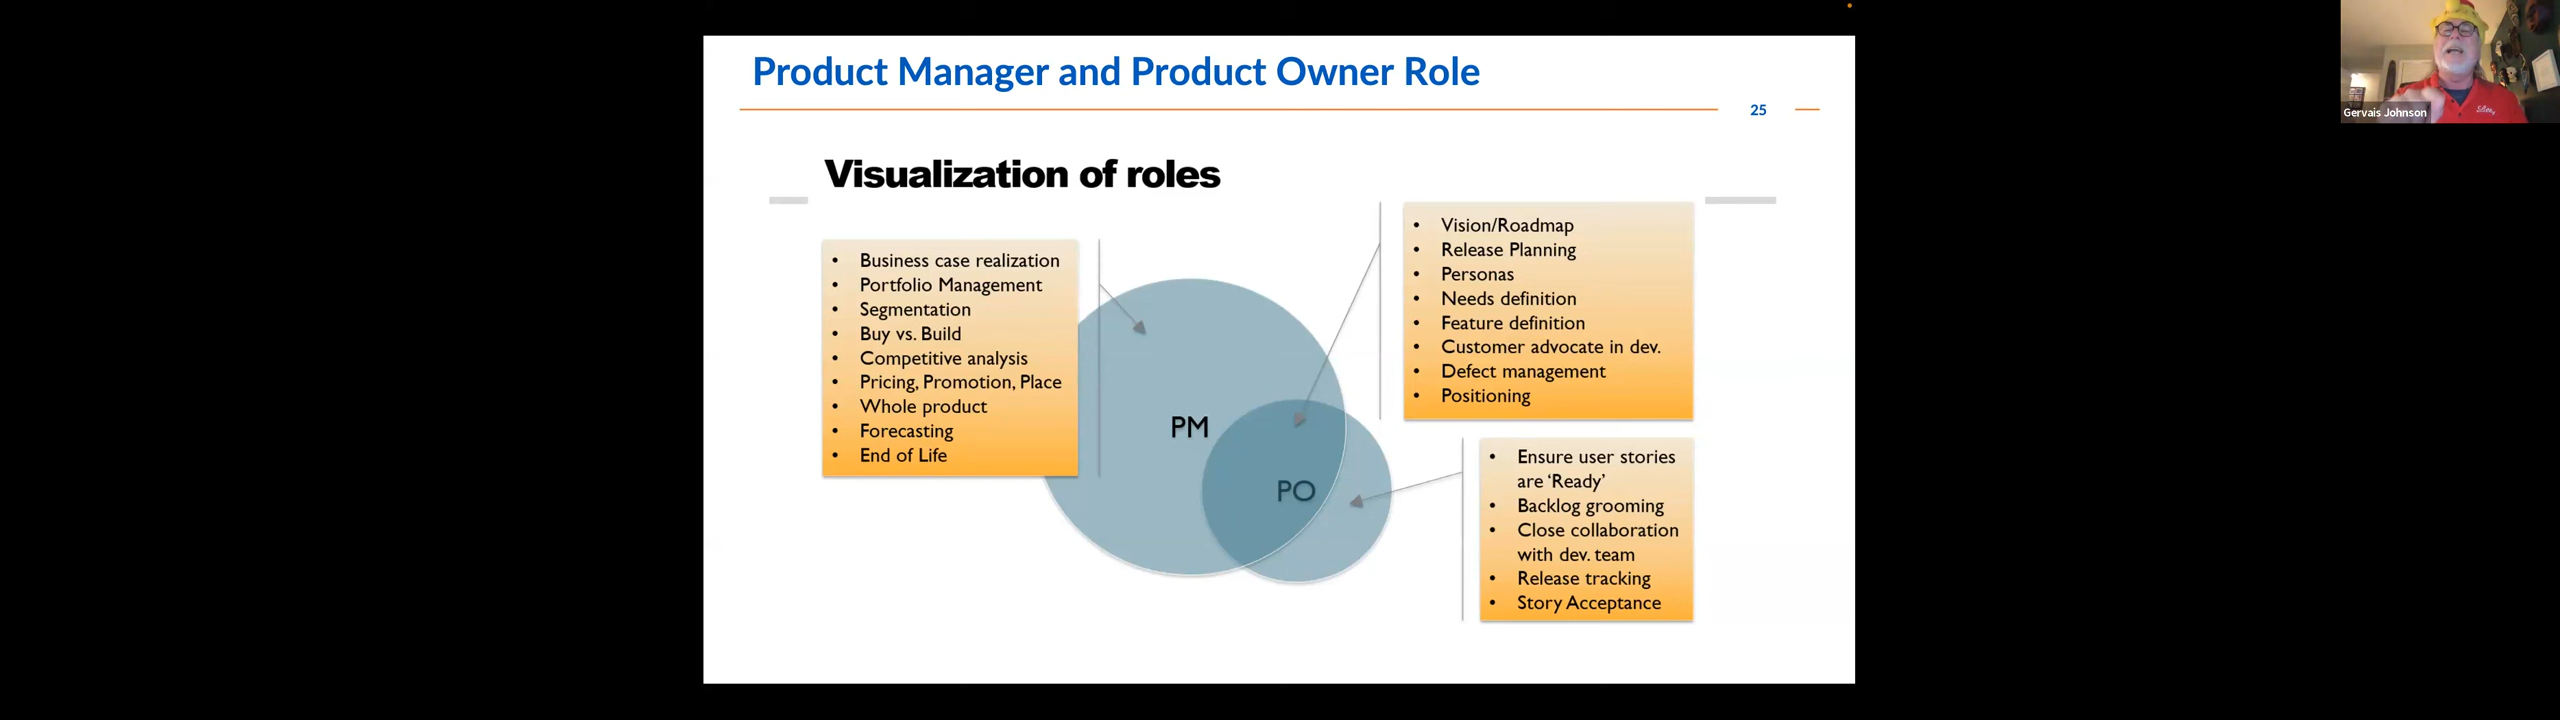 Product Manager and Product Owner Role
25
Visualization of roles
• Business case realization
• Portfolio Management
• Segmentation
• Buy vs. Build
• Competitive analysis
• Pricing, Promotion, Place
• Whole product
• Forecasting
• End of Life
PM
PO
• Vision/Roadmap
• Release Planning
• Personas
• Needs definition
• Feature definition
• Customer advocate in dev.
• Defect management
• Positioning
• Ensure user stories
are ‘Ready’
• Backlog grooming
• Close collaboration
with dev. team
• Release tracking
• Story Acceptance
Gervais Johnson